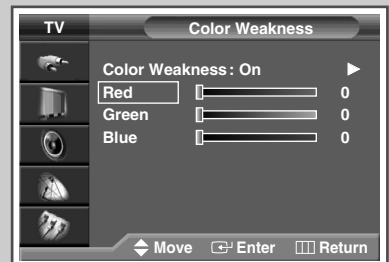 TV Color Weakness
Color Weakness : On
Red 0
Green 0
Blue 0
Move Enter Return